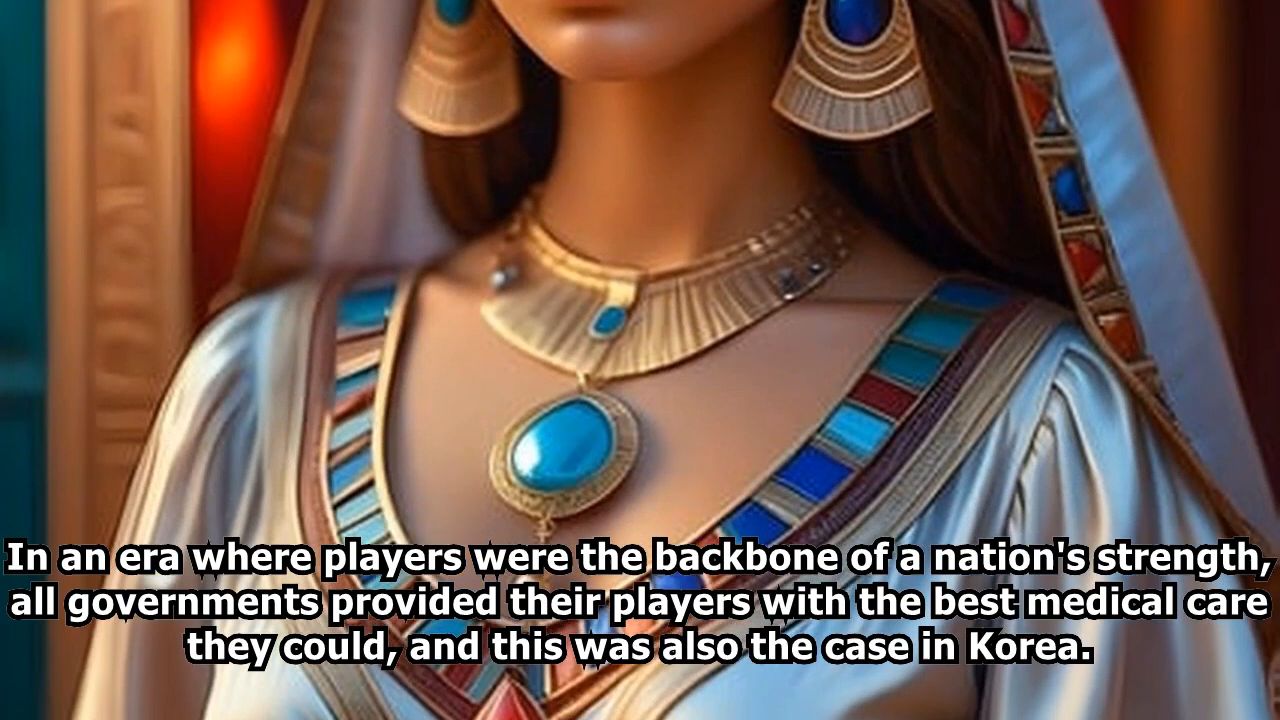 In an era where players were the backbone of a nation's strength,
all governments provided their players with the best medical care
they could, and this was also the case in Korea.